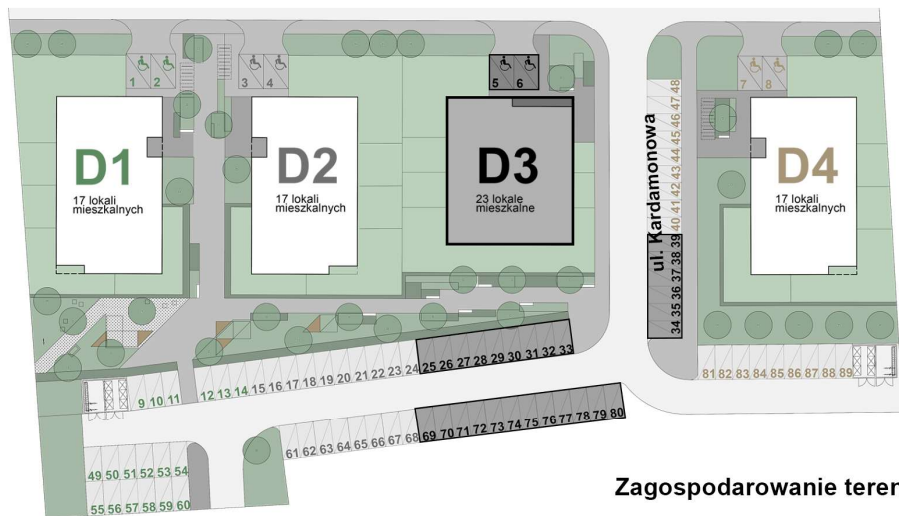 1 2
3 4
5 6
7 8
D1
17 lokali
mieszkalnych
D2
17 lokali
mieszkalnych
D3
23 lokale
mieszkalne
D4
17 lokali
mieszkalnych
ul. Kardamonowa
34 35 36 37 38 39 40 41 42 43 44 45 46 47 48
9 10 11
12 13 14 15 16 17 18 19 20 21 22 23 24 25 26 27 28 29 30 31 32 33
81 82 83 84 85 86 87 88 89
61 62 63 64 65 66 67 68 69 70 71 72 73 74 75 76 77 78 79 80
49 50 51 52 53 54
55 56 57 58 59 60
Zagospodarowanie teren